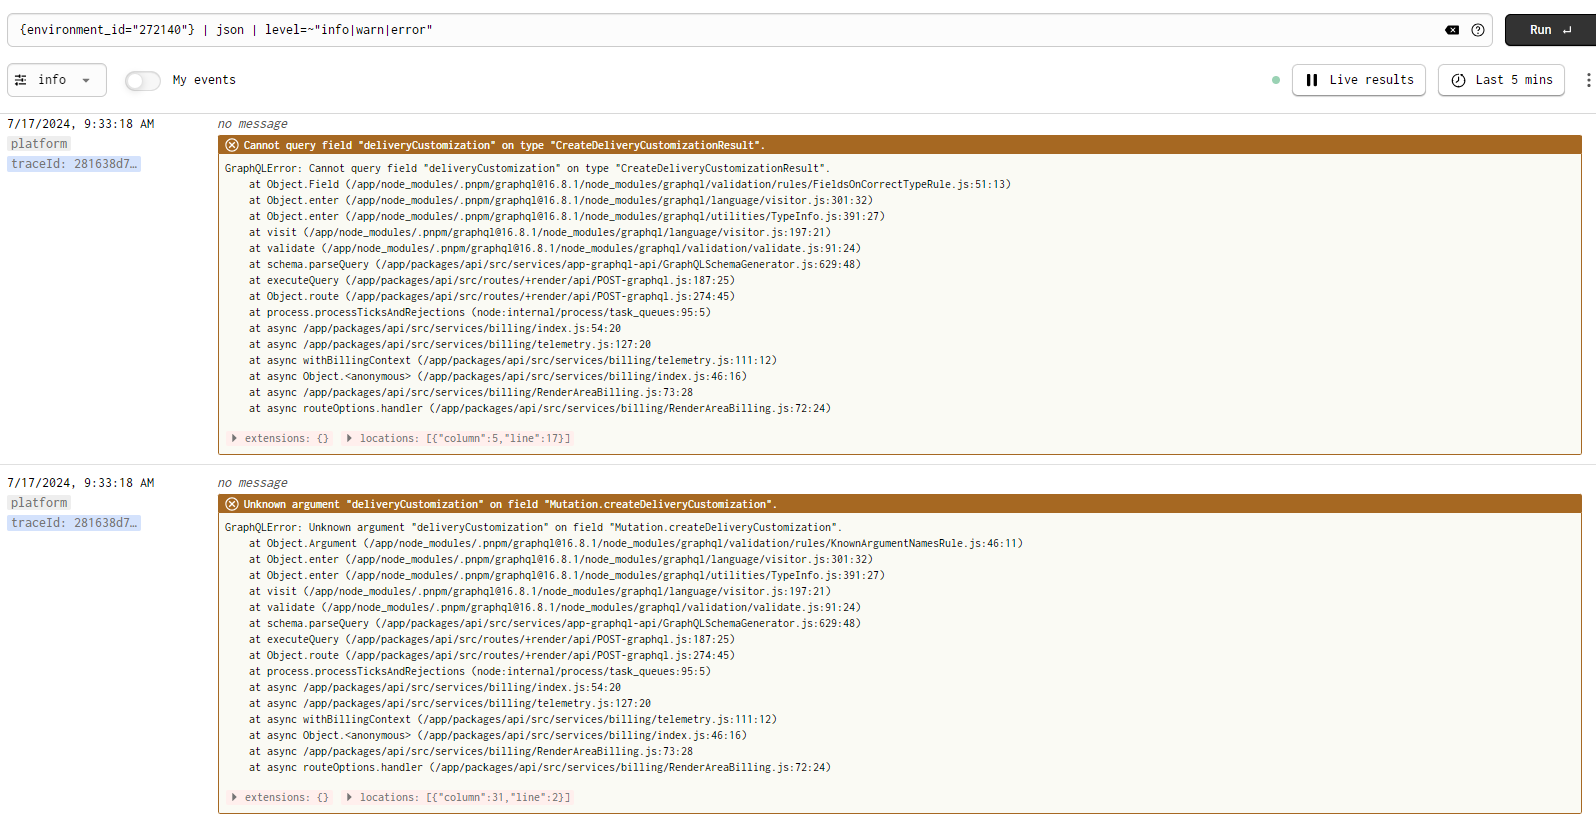 {environment_id="272140"} | json | level=~"info|warn|error"
Run
info
My events
Live results
Last 5 mins
7/17/2024, 9:33:18 AM
no message
platform
traceId: 281638d7…
Cannot query field "deliveryCustomization" on type "CreateDeliveryCustomizationResult".
GraphQLError: Cannot query field "deliveryCustomization" on type "CreateDeliveryCustomizationResult".
at Object.Field (/app/node_modules/.pnpm/graphql@16.8.1/node_modules/graphql/validation/rules/FieldsOnCorrectTypeRule.js:51:13)
at Object.enter (/app/node_modules/.pnpm/graphql@16.8.1/node_modules/graphql/language/visitor.js:301:32)
at Object.enter (/app/node_modules/.pnpm/graphql@16.8.1/node_modules/graphql/utilities/TypeInfo.js:391:27)
at visit (/app/node_modules/.pnpm/graphql@16.8.1/node_modules/graphql/language/visitor.js:197:21)
at validate (/app/node_modules/.pnpm/graphql@16.8.1/node_modules/graphql/validation/validate.js:91:24)
at schema.parseQuery (/app/packages/api/src/services/app-graphql-api/GraphQLSchemaGenerator.js:629:48)
at executeQuery (/app/packages/api/src/routes/+render/api/POST-graphql.js:187:25)
at Object.route (/app/packages/api/src/routes/+render/api/POST-graphql.js:274:45)
at process.processTicksAndRejections (node:internal/process/task_queues:95:5)
at async /app/packages/api/src/services/billing/index.js:54:20
at async /app/packages/api/src/services/billing/telemetry.js:127:20
at async withBillingContext (/app/packages/api/src/services/billing/telemetry.js:111:12)
at async Object.<anonymous> (/app/packages/api/src/services/billing/index.js:46:16)
at async /app/packages/api/src/services/billing/RenderAreaBilling.js:73:28
at async routeOptions.handler (/app/packages/api/src/services/billing/RenderAreaBilling.js:72:24)
extensions: {} locations: [{"column":5,"line":17}]
7/17/2024, 9:33:18 AM
no message
platform
traceId: 281638d7…
Unknown argument "deliveryCustomization" on field "Mutation.createDeliveryCustomization".
GraphQLError: Unknown argument "deliveryCustomization" on field "Mutation.createDeliveryCustomization".
at Object.Argument (/app/node_modules/.pnpm/graphql@16.8.1/node_modules/graphql/validation/rules/KnownArgumentNamesRule.js:46:11)
at Object.enter (/app/node_modules/.pnpm/graphql@16.8.1/node_modules/graphql/language/visitor.js:301:32)
at Object.enter (/app/node_modules/.pnpm/graphql@16.8.1/node_modules/graphql/utilities/TypeInfo.js:391:27)
at visit (/app/node_modules/.pnpm/graphql@16.8.1/node_modules/graphql/language/visitor.js:197:21)
at validate (/app/node_modules/.pnpm/graphql@16.8.1/node_modules/graphql/validation/validate.js:91:24)
at schema.parseQuery (/app/packages/api/src/services/app-graphql-api/GraphQLSchemaGenerator.js:629:48)
at executeQuery (/app/packages/api/src/routes/+render/api/POST-graphql.js:187:25)
at Object.route (/app/packages/api/src/routes/+render/api/POST-graphql.js:274:45)
at process.processTicksAndRejections (node:internal/process/task_queues:95:5)
at async /app/packages/api/src/services/billing/index.js:54:20
at async /app/packages/api/src/services/billing/telemetry.js:127:20
at async withBillingContext (/app/packages/api/src/services/billing/telemetry.js:111:12)
at async Object.<anonymous> (/app/packages/api/src/services/billing/index.js:46:16)
at async /app/packages/api/src/services/billing/RenderAreaBilling.js:73:28
at async routeOptions.handler (/app/packages/api/src/services/billing/RenderAreaBilling.js:72:24)
extensions: {} locations: [{"column":31,"line":2}]